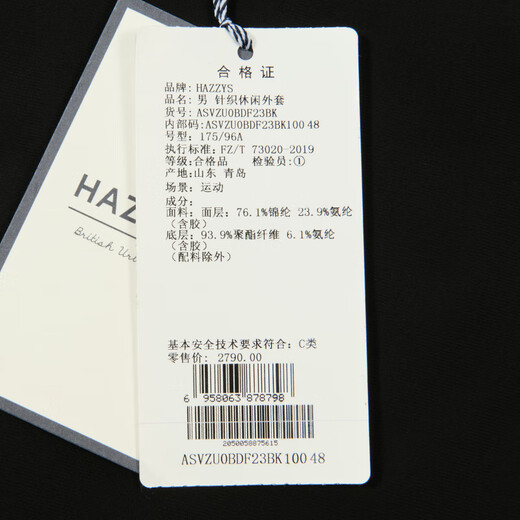 合格证
品牌: HAZZYS
品名: 男 针织休闲外套
货号: ASVZU0BDF23BK
内部码: ASVZU0BDF23BK100 48
号型: 175/96A
执行标准: FZ/T 73020-2019
等级: 合格品 检验员: ①
产地: 山东 青岛
场景: 运动
成分:
面料: 面层: 76.1%锦纶 23.9%氨纶
(含胶)
底层: 93.9%聚酯纤维 6.1%氨纶
(含胶)
(配料除外)
基本安全技术要求符合: C类
零售价: 2790.00
6 958063 878798
2050058875615
ASVZU0BDF23BK100 48
HAZZ
British